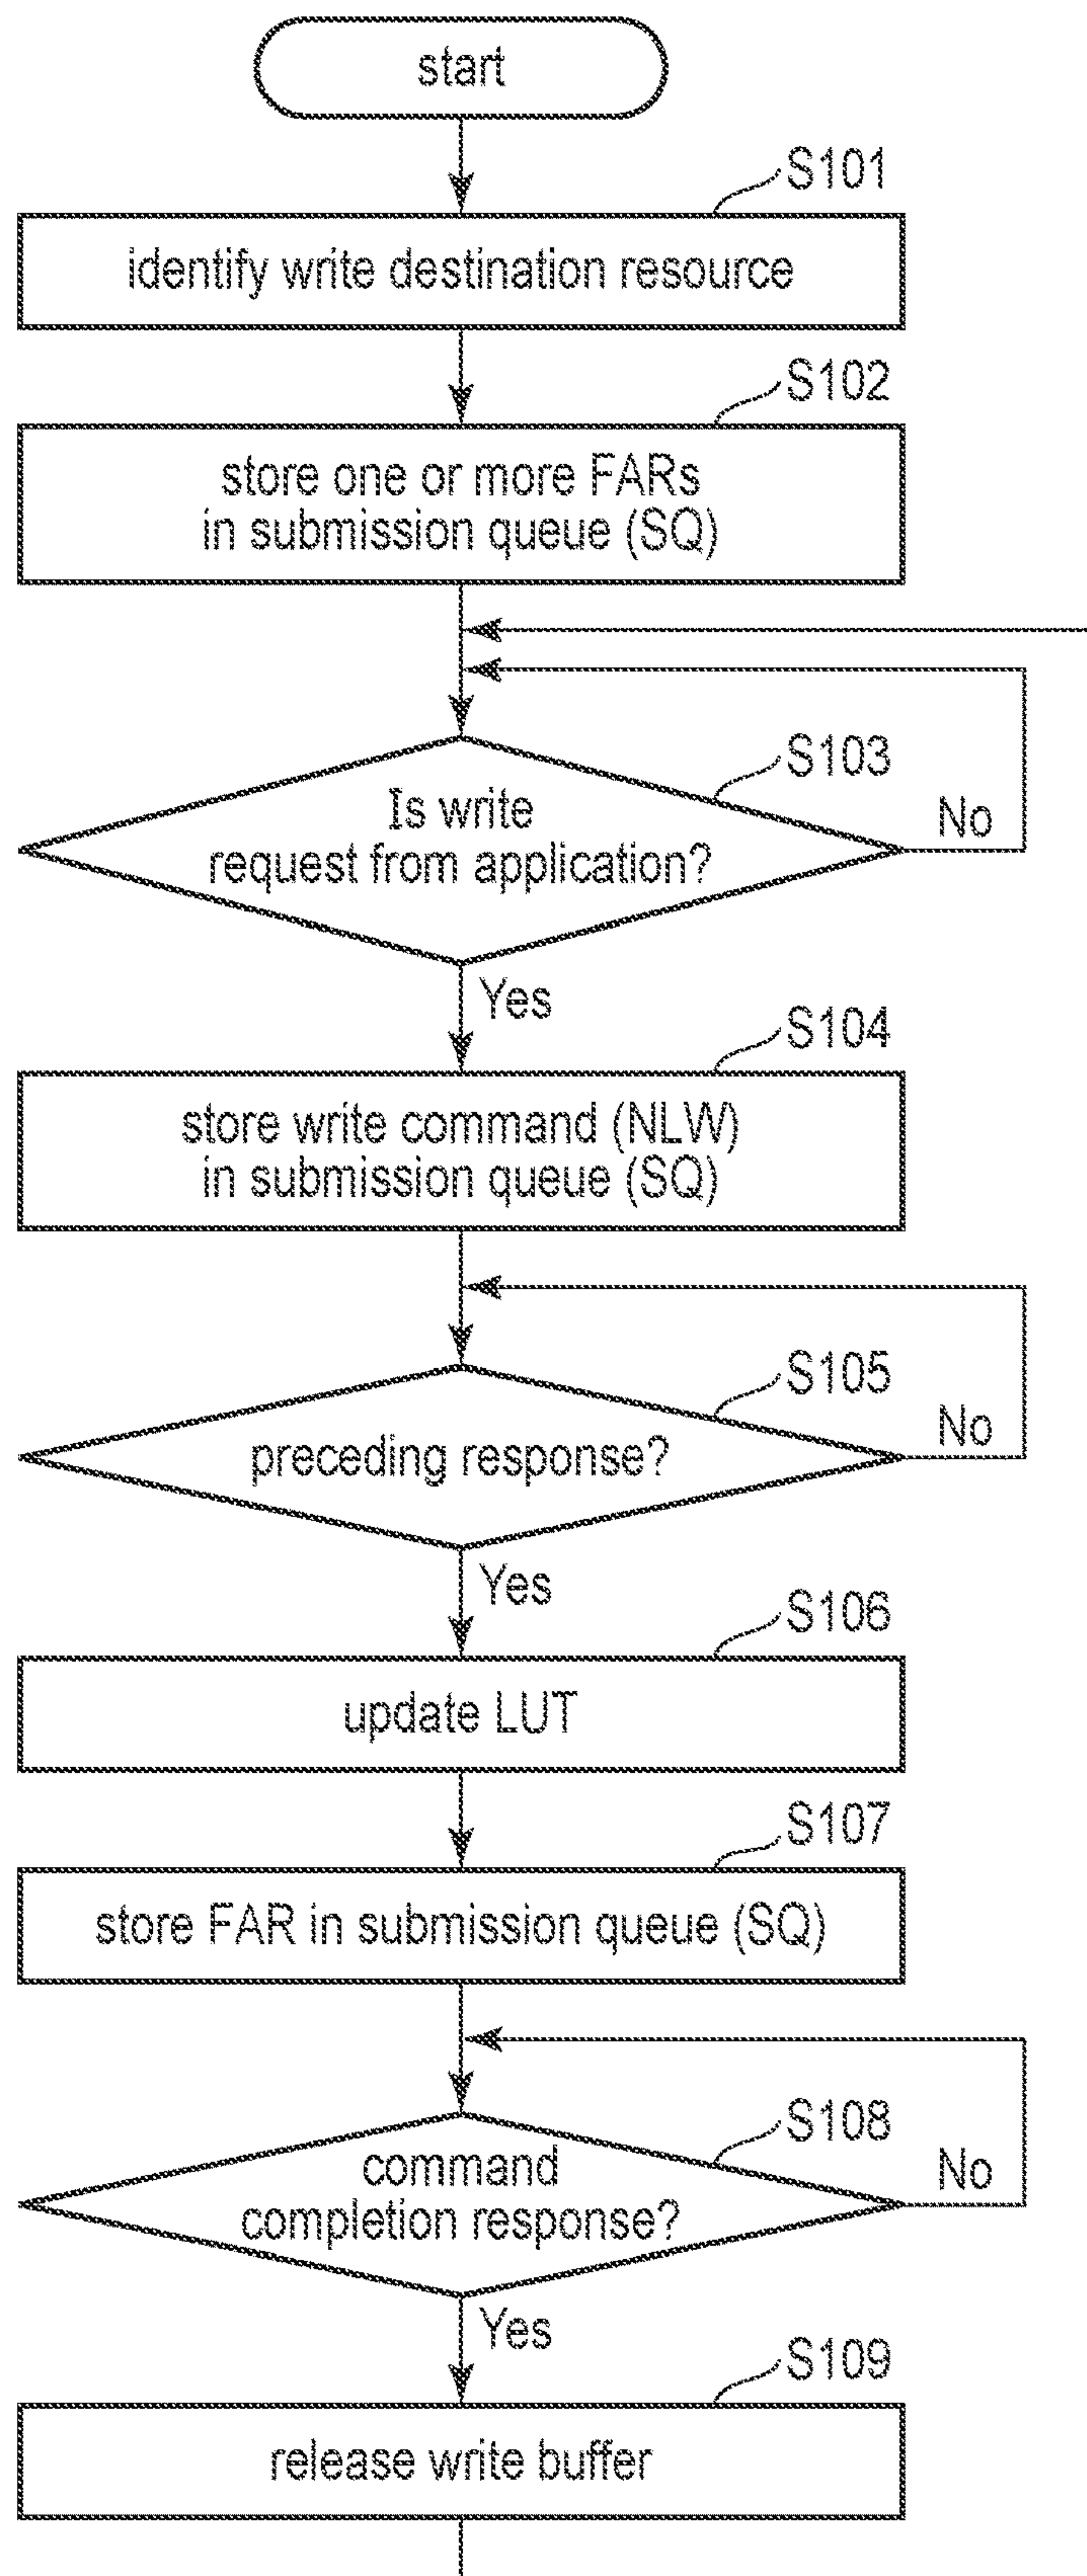 start
S101
identify write destination resource
S102
store one or more FARs
in submission queue (SQ)
S103
Is write
request from application?
No
Yes
S104
store write command (NLW)
in submission queue (SQ)
S105
preceding response?
No
Yes
S106
update LUT
S107
store FAR in submission queue (SQ)
S108
command
completion response?
No
Yes
S109
release write buffer